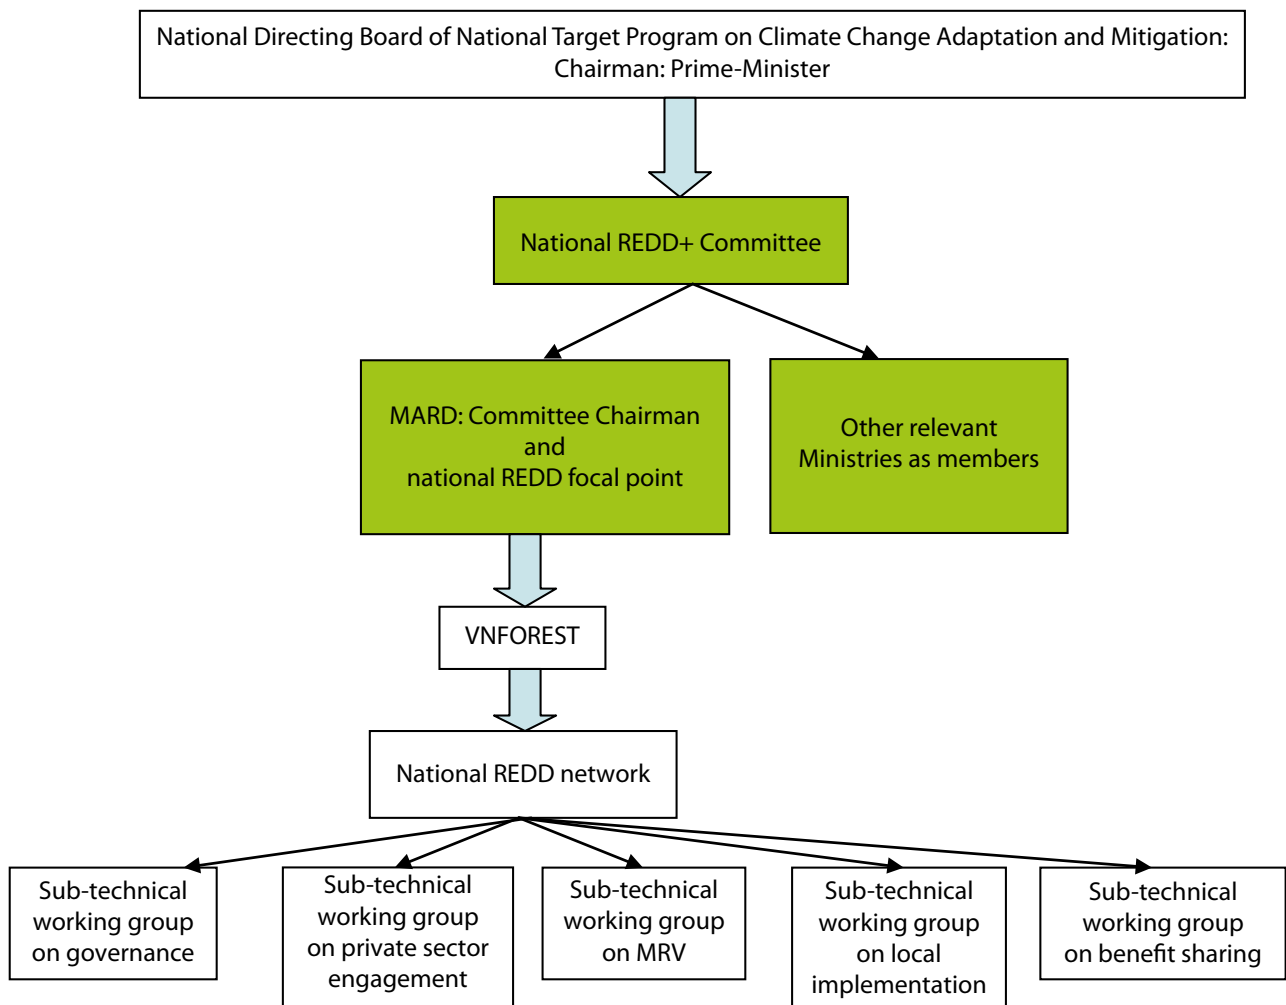 National Directing Board of National Target Program on Climate Change Adaptation and Mitigation:
Chairman: Prime-Minister
National REDD+ Committee
MARD: Committee Chairman
and
national REDD focal point
Other relevant
Ministries as members
VNFOREST
National REDD network
Sub-technical
working group
on governance
Sub-technical
working group
on private sector
engagement
Sub-technical
working group
on MRV
Sub-technical
working group
on local
implementation
Sub-technical
working group
on benefit sharing